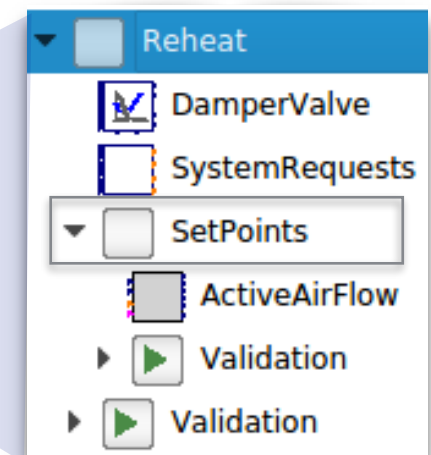 Reheat
DamperValve
SystemRequests
SetPoints
ActiveAirFlow
Validation
Validation